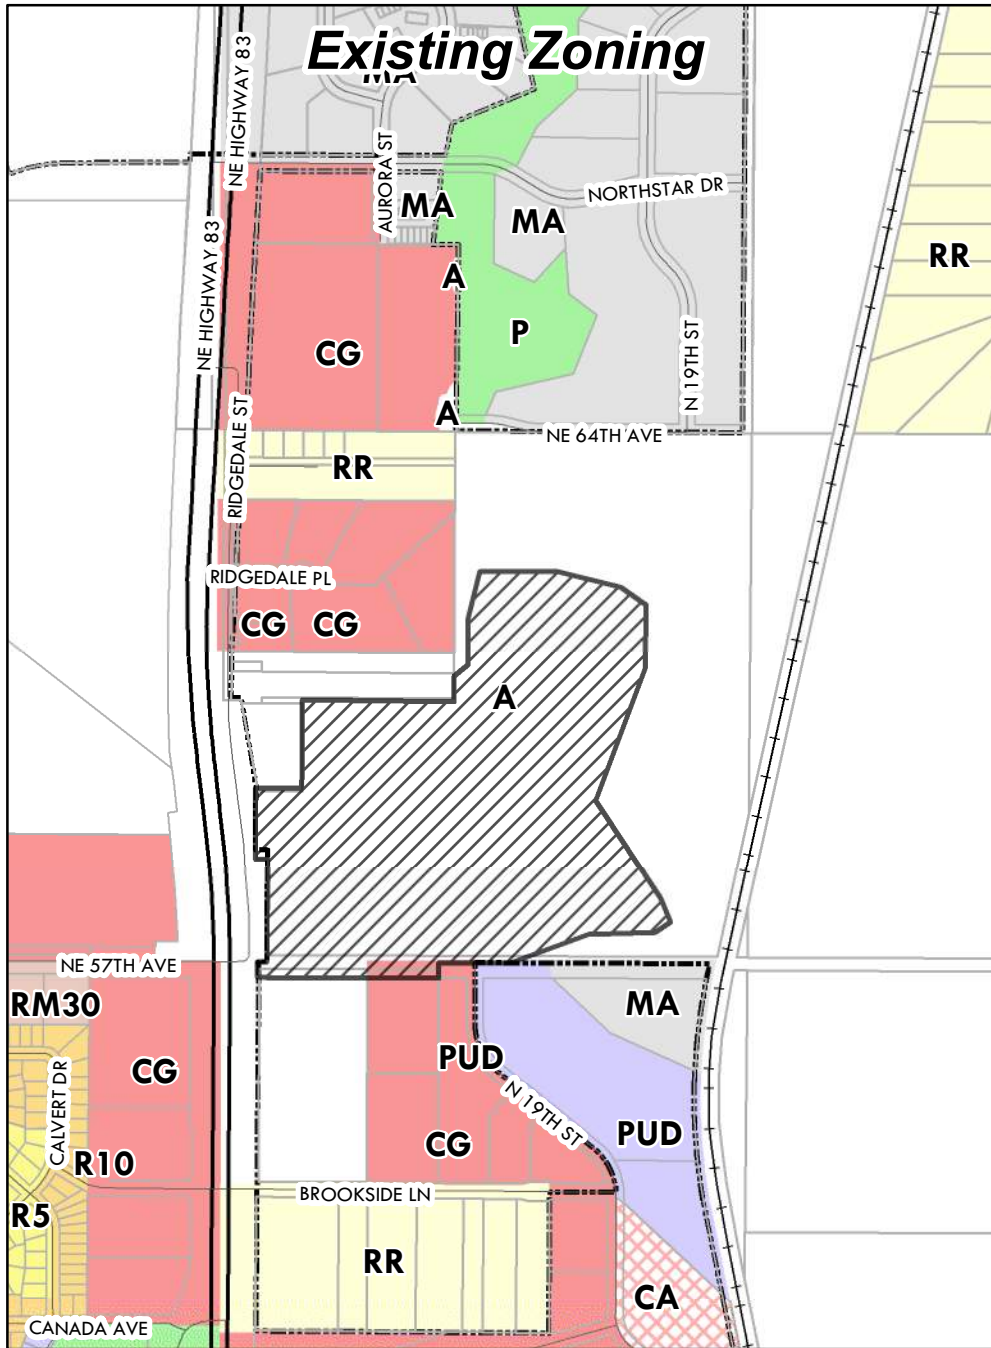 Existing Zoning
MA
NE HIGHWAY 83
AURORA ST
NORTHSTAR DR
MA
MA
RR
A
P
NE HIGHWAY 83
CG
N 19TH ST
A
NE 64TH AVE
RIDGEDALE ST
RR
RIDGEDALE PL
CG
CG
A
NE 57TH AVE
RM30
MA
CG
PUD
CALVERT DR
N 19TH ST
PUD
CG
R10
BROOKSIDE LN
R5
RR
CA
CANADA AVE